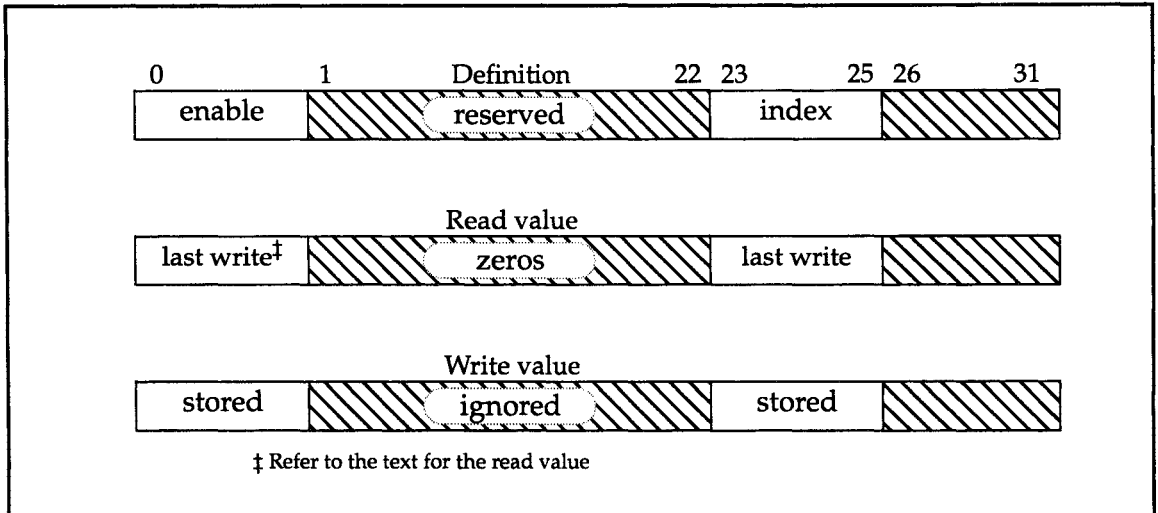 0 1 Definition 22 23 25 26 31
enable reserved index
Read value
last write‡ zeros last write
Write value
stored ignored stored
‡ Refer to the text for the read value